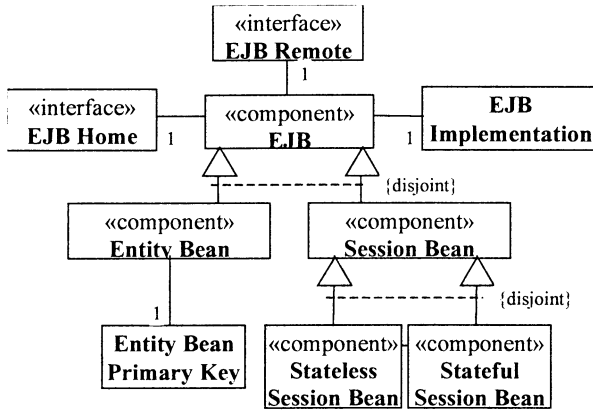 «interface»
EJB Remote
1
«interface»
EJB Home
1
«component»
EJB
1
EJB
Implementation
{disjoint}
«component»
Entity Bean
«component»
Session Bean
{disjoint}
1
Entity Bean
Primary Key
«component»
Stateless
Session Bean
«component»
Stateful
Session Bean